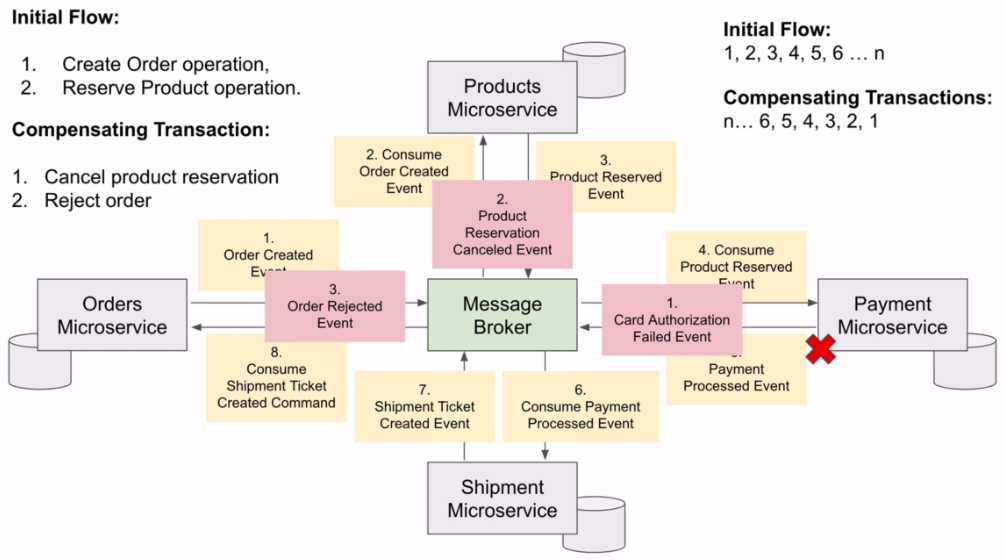 Initial Flow:
1. Create Order operation,
2. Reserve Product operation.
Compensating Transaction:
1. Cancel product reservation
2. Reject order
Initial Flow:
1, 2, 3, 4, 5, 6 ... n
Compensating Transactions:
n... 6, 5, 4, 3, 2, 1
Products
Microservice
2. Consume
Order Created
Event
3.
Product Reserved
Event
2.
Product
Reservation
Canceled Event
1.
Order Created
Event
3.
Order Rejected
Event
4. Consume
Product Reserved
Event
1.
Card Authorization
Failed Event
Orders
Microservice
Message
Broker
Payment
Microservice
8.
Consume
Shipment Ticket
Created Command
Payment
Processed Event
7.
Shipment Ticket
Created Event
6.
Consume Payment
Processed Event
Shipment
Microservice